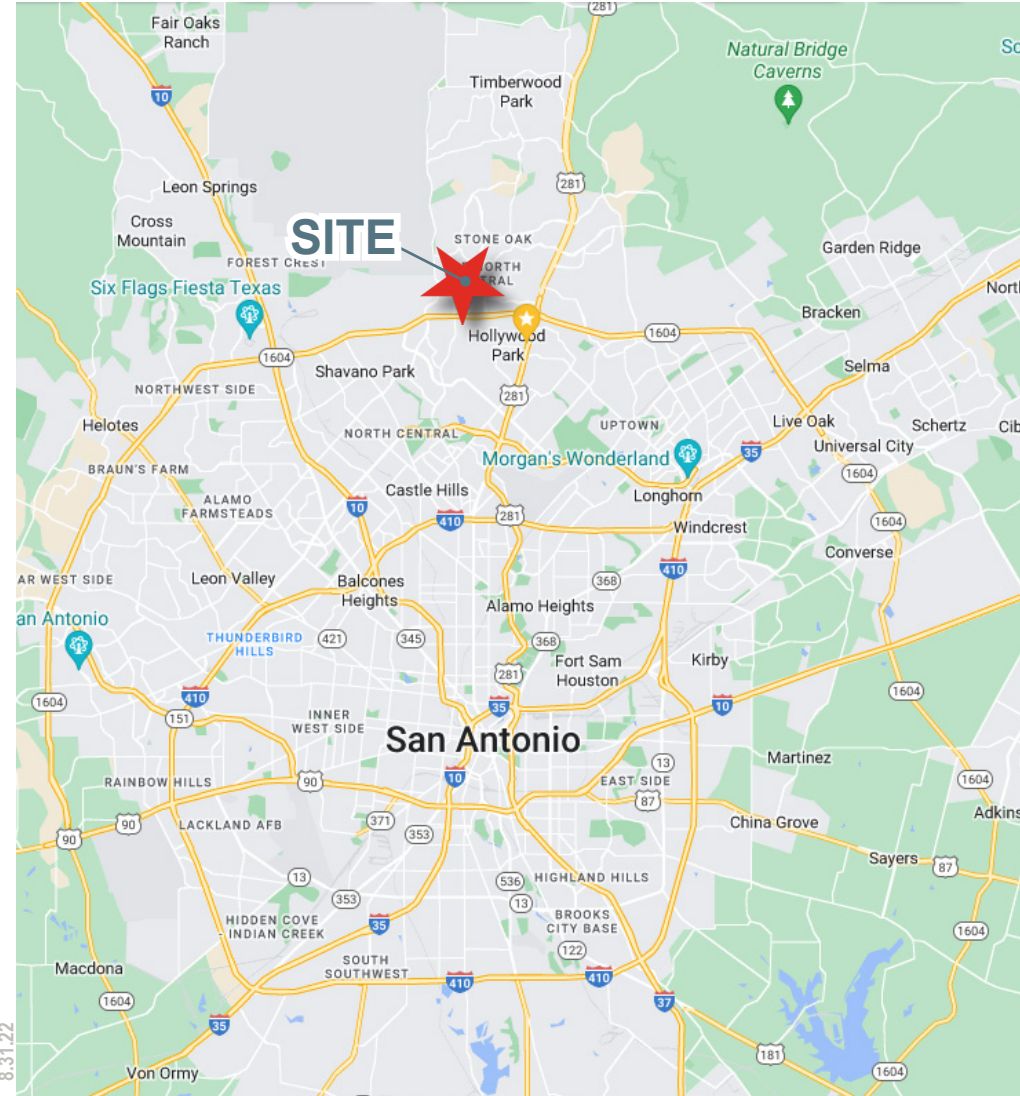 281
Fair Oaks
Ranch
Natural Bridge
Caverns
Timberwood
Park
10
281
Leon Springs
Cross
Mountain
SITE
STONE OAK
Garden Ridge
FOREST CREST
Six Flags Fiesta Texas
Bracken
1604
Hollywood
Park
1604
Shavano Park
Selma
NORTHWEST SIDE
281
Helotes
NORTH CENTRAL
UPTOWN
Live Oak
Schertz
Universal City
Morgan's Wonderland
35
BRAUN'S FARM
1604
Castle Hills
Longhorn
ALAMO
FARMSTEADS
10
410
281
Windcrest
1604
Converse
410
AR WEST SIDE
Leon Valley
Balcones
Heights
368
Alamo Heights
an Antonio
THUNDERBIRD
HILLS
421
345
368
Fort Sam
Houston
Kirby
281
410
1604
35
10
1604
151
INNER
WEST SIDE
San Antonio
Martinez
13
RAINBOW HILLS
90
10
EAST SIDE
1604
87
Adkins
90
90
LACKLAND AFB
371
353
China Grove
Sayers
87
13
353
536
HIGHLAND HILLS
13
HIDDEN COVE
- INDIAN CREEK
35
BROOKS
CITY BASE
122
1604
SOUTH
SOUTHWEST
Macdona
410
410
37
1604
35
8.31.22
181
Von Ormy
1604